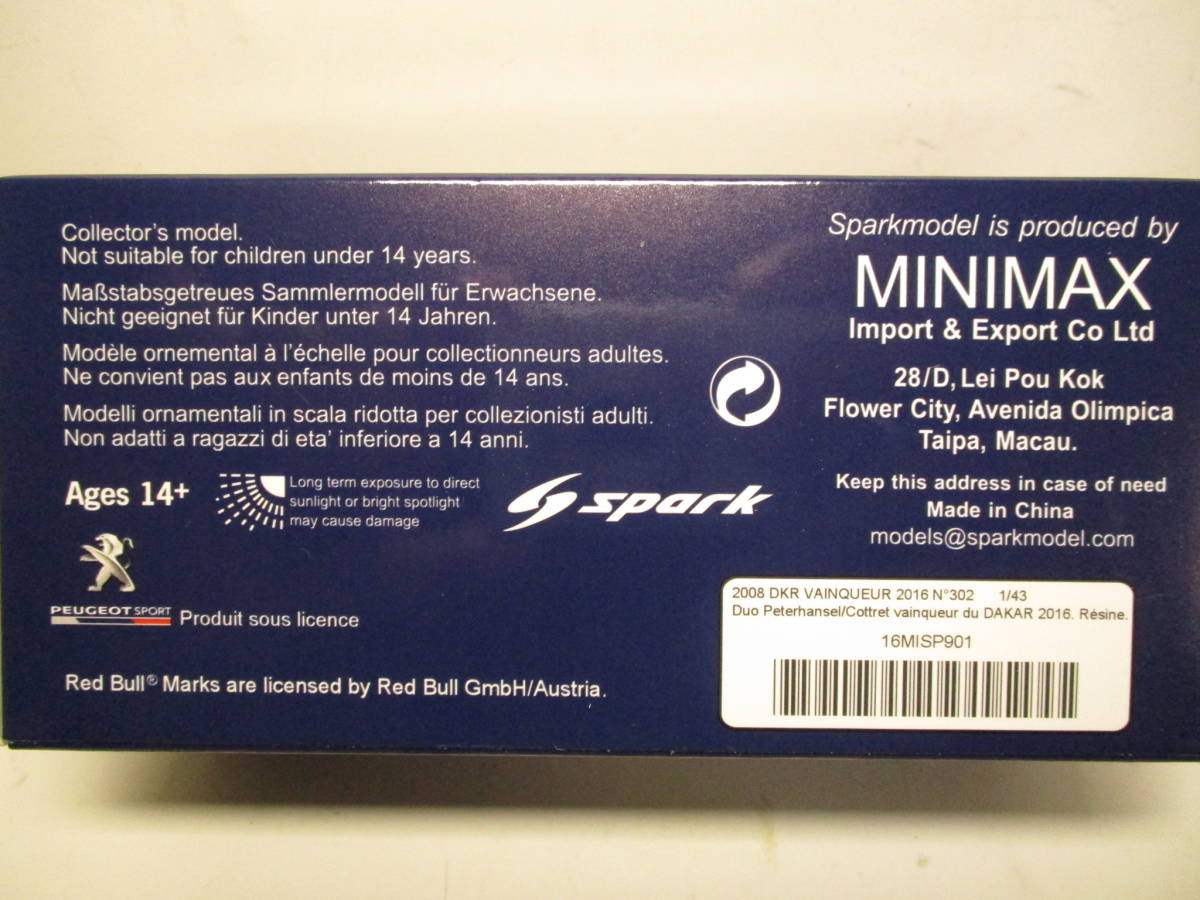 Collector's model.
Not suitable for children under 14 years.
Maßstabsgetreues Sammlermodell für Erwachsene.
Nicht geeignet für Kinder unter 14 Jahren.
Modèle ornemental à l'échelle pour collectionneurs adultes.
Ne convient pas aux enfants de moins de 14 ans.
Modelli ornamentali in scala ridotta per collezionisti adulti.
Non adatti a ragazzi di eta' inferiore a 14 anni.
Ages 14+
Long term exposure to direct
sunlight or bright spotlight
may cause damage
spark
PEUGEOT SPORT
Produit sous licence
Red Bull® Marks are licensed by Red Bull GmbH/Austria.
Sparkmodel is produced by
MINIMAX
Import & Export Co Ltd
28/D, Lei Pou Kok
Flower City, Avenida Olimpica
Taipa, Macau.
Keep this address in case of need
Made in China
models@sparkmodel.com
2008 DKR VAINQUEUR 2016 N°302 1/43
Duo Peterhansel/Cottret vainqueur du DAKAR 2016. Résine.
16MISP901